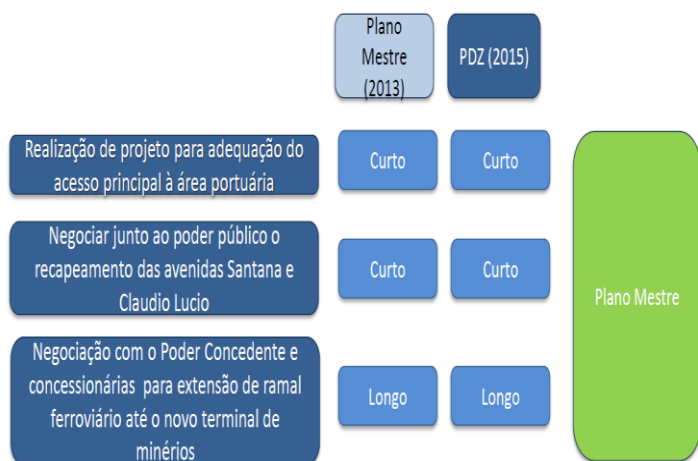 Plano
Mestre
(2013)
PDZ (2015)
Realização de projeto para adequação do
acesso principal à área portuária
Curto
Curto
Negociar junto ao poder público o
recapeamento das avenidas Santana e
Claudio Lucio
Curto
Curto
Plano Mestre
Negociação com o Poder Concedente e
concessionárias para extensão de ramal
ferroviário até o novo terminal de
minérios
Longo
Longo